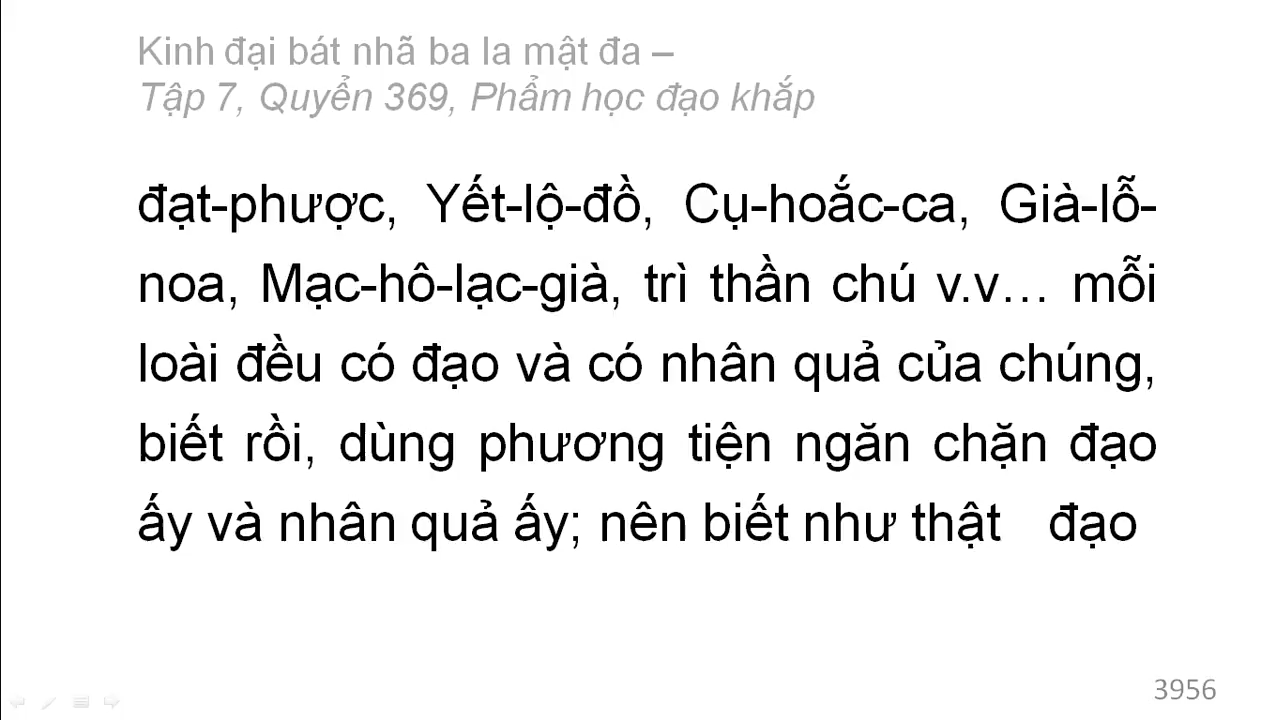 Kinh đại bát nhã ba la mật đa –
Tập 7, Quyển 369, Phẩm học đạo khắp
đạt-phược, Yết-lộ-đồ, Cụ-hoắc-ca, Già-lỗ-
noa, Mạc-hô-lạc-già, trì thần chú v.v… mỗi
loài đều có đạo và có nhân quả của chúng,
biết rồi, dùng phương tiện ngăn chặn đạo
ấy và nhân quả ấy; nên biết như thật đạo
3956